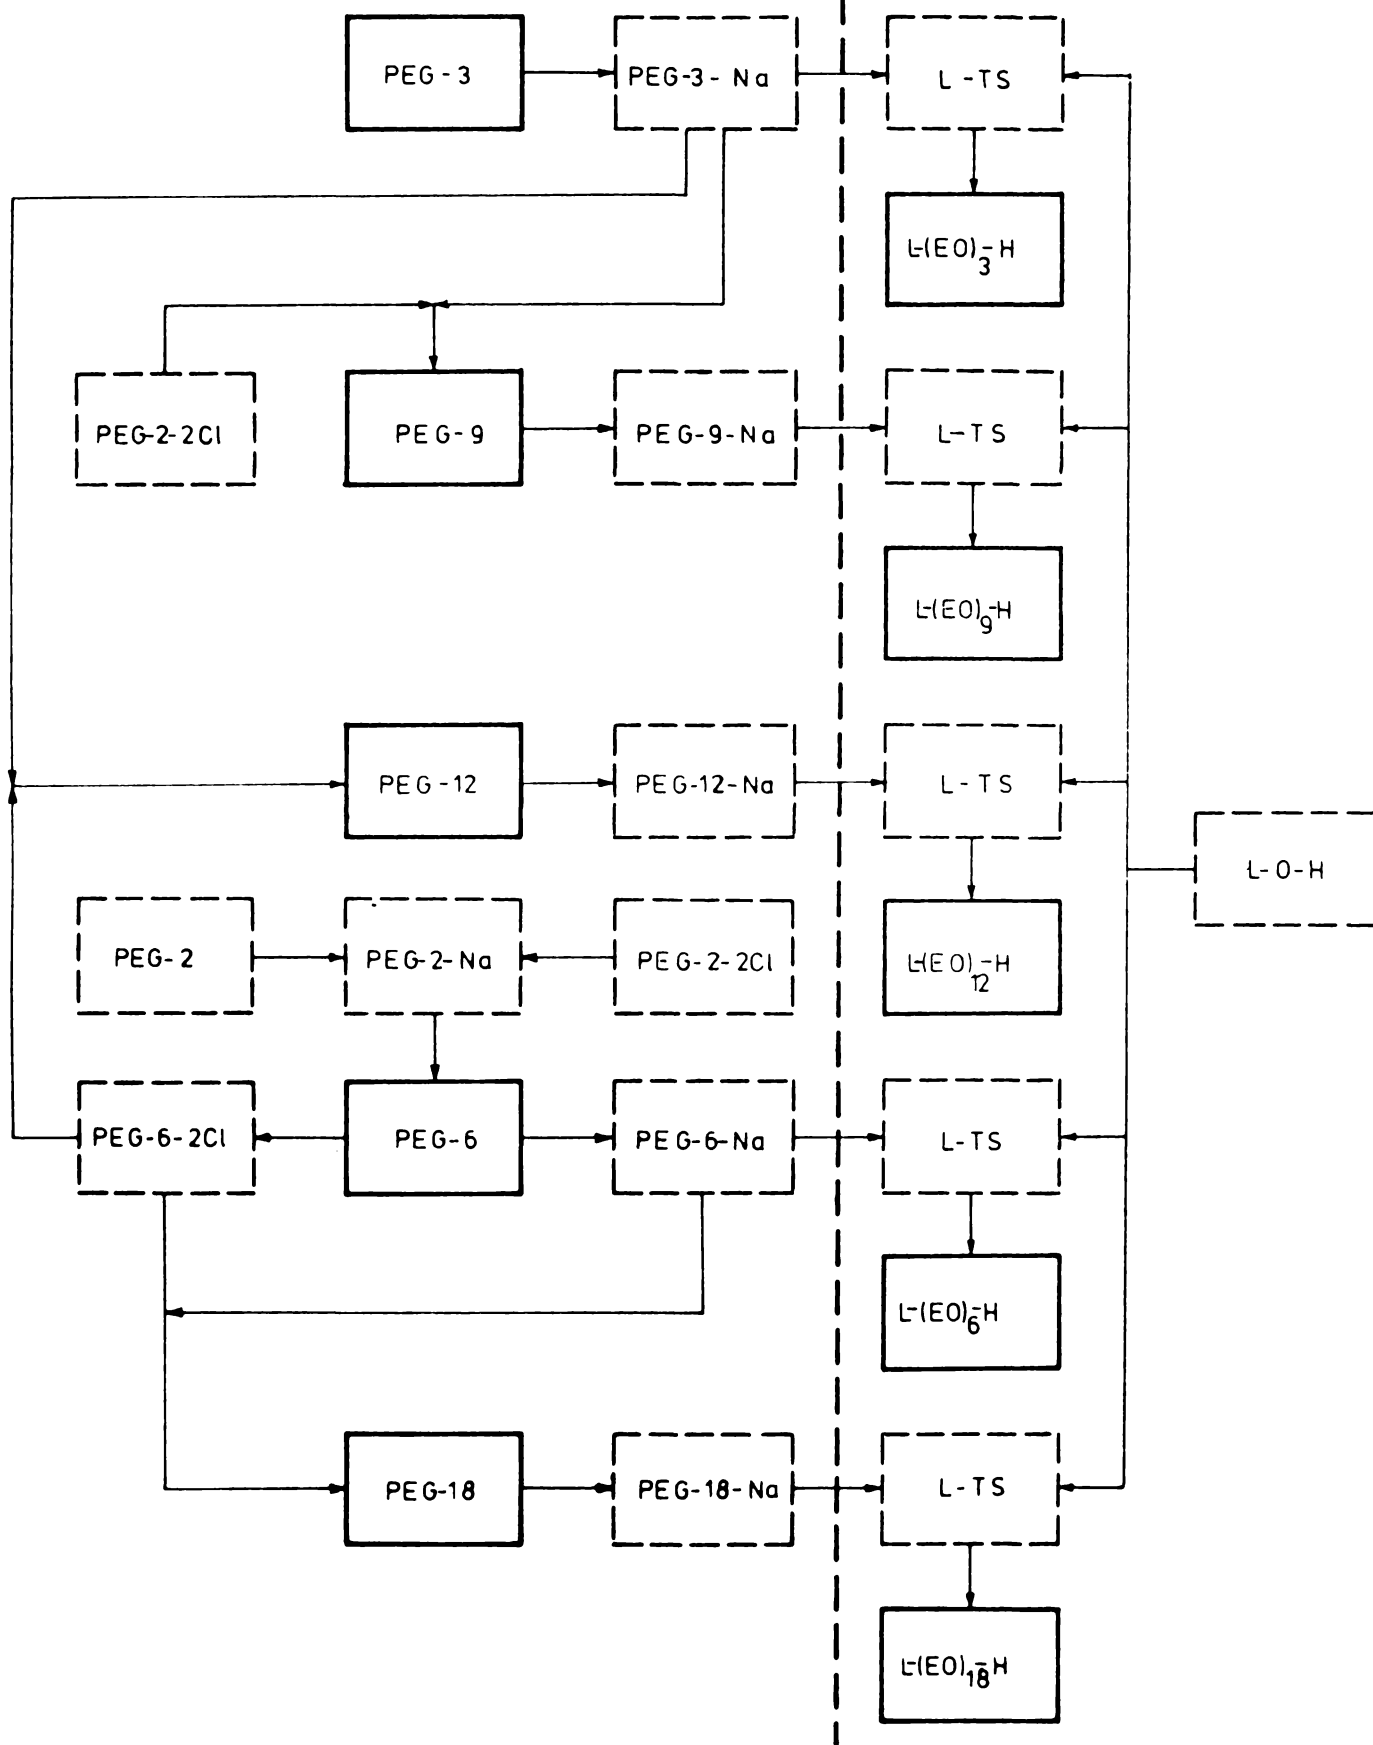 PEG-3
PEG-3-Na
L-TS
L-(EO)3-H
PEG-2-2Cl
PEG-9
PEG-9-Na
L-TS
L-(EO)9-H
PEG-12
PEG-12-Na
L-TS
L-O-H
PEG-2
PEG-2-Na
PEG-2-2Cl
L-(EO)12-H
PEG-6-2Cl
PEG-6
PEG-6-Na
L-TS
L-(EO)6-H
PEG-18
PEG-18-Na
L-TS
L-(EO)18-H